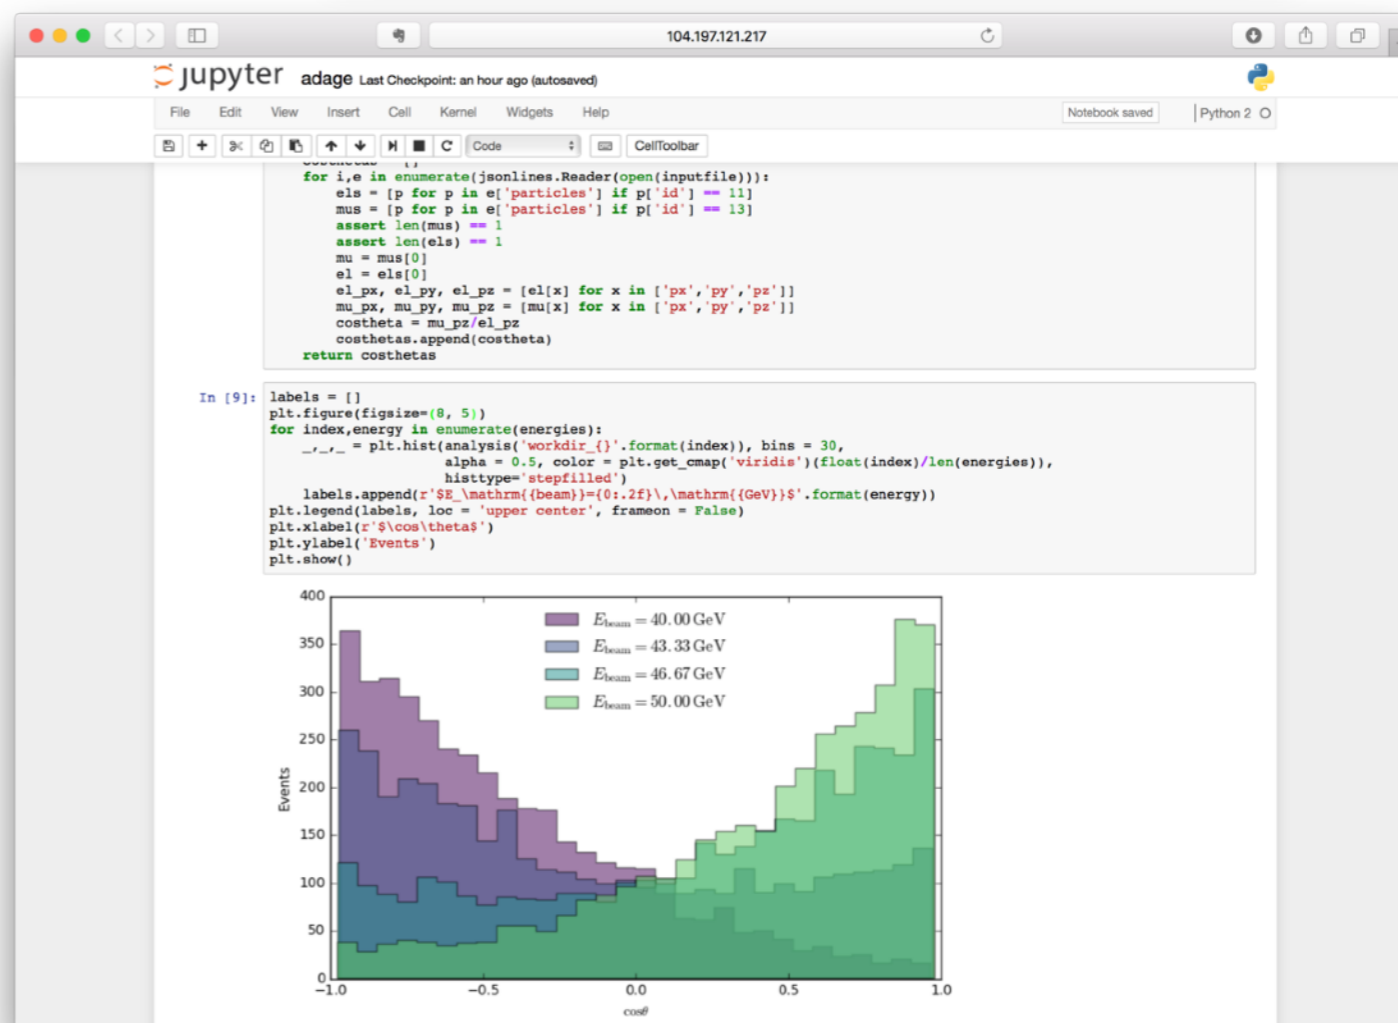 104.197.121.217
jupyter adage Last Checkpoint: an hour ago (autosaved)
File Edit View Insert Cell Kernel Widgets Help Notebook saved Python 2
Code CellToolbar
for i,e in enumerate(jsonlines.Reader(open(inputfile))):
els = [p for p in e['particles'] if p['id'] == 11]
mus = [p for p in e['particles'] if p['id'] == 13]
assert len(mus) == 1
assert len(els) == 1
mu = mus[0]
el = els[0]
el_px, el_py, el_pz = [el[x] for x in ['px','py','pz']]
mu_px, mu_py, mu_pz = [mu[x] for x in ['px','py','pz']]
costheta = mu_pz/el_pz
costhetas.append(costheta)
return costhetas
In [9]: labels = []
plt.figure(figsize=(8, 5))
for index,energy in enumerate(energies):
_,_,_ = plt.hist(analysis('workdir_{}'.format(index)), bins = 30,
alpha = 0.5, color = plt.get_cmap('viridis')(float(index)/len(energies)),
histtype='stepfilled')
labels.append(r'$E_\mathrm{{beam}}={0:.2f}\,\mathrm{{GeV}}$'.format(energy))
plt.legend(labels, loc = 'upper center', frameon = False)
plt.xlabel(r'$\cos\theta$')
plt.ylabel('Events')
plt.show()
400
350
300
250
200
150
100
50
0
Events
E_beam = 40.00 GeV
E_beam = 43.33 GeV
E_beam = 46.67 GeV
E_beam = 50.00 GeV
−1.0 −0.5 0.0 0.5 1.0
cosθ